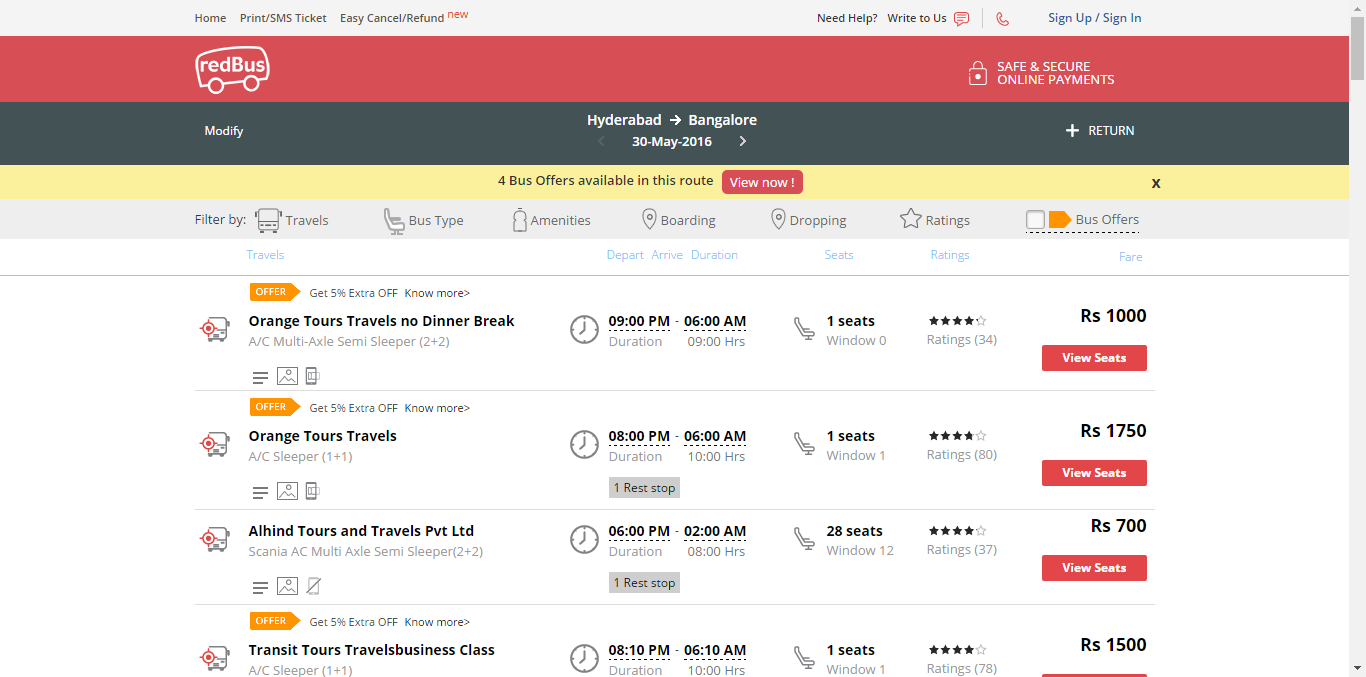 Home Print/SMS Ticket Easy Cancel/Refund new Need Help? Write to Us Sign Up / Sign In
redBus SAFE & SECURE
ONLINE PAYMENTS
Hyderabad → Bangalore
Modify 30-May-2016 + RETURN
4 Bus Offers available in this route View now ! X
Filter by: Travels Bus Type Amenities Boarding Dropping Ratings Bus Offers
Travels Depart Arrive Duration Seats Ratings Fare
OFFER Get 5% Extra OFF Know more>
Orange Tours Travels no Dinner Break 09:00 PM - 06:00 AM 1 seats Rs 1000
A/C Multi-Axle Semi Sleeper (2+2) Duration 09:00 Hrs Window 0 Ratings (34)
View Seats
OFFER Get 5% Extra OFF Know more>
Orange Tours Travels 08:00 PM - 06:00 AM 1 seats Rs 1750
A/C Sleeper (1+1) Duration 10:00 Hrs Window 1 Ratings (80)
View Seats
1 Rest stop
Alhind Tours and Travels Pvt Ltd 06:00 PM - 02:00 AM 28 seats Rs 700
Scania AC Multi Axle Semi Sleeper(2+2) Duration 08:00 Hrs Window 12 Ratings (37)
View Seats
1 Rest stop
OFFER Get 5% Extra OFF Know more>
Transit Tours Travelsbusiness Class 08:10 PM - 06:10 AM 1 seats Rs 1500
A/C Sleeper (1+1) Duration 10:00 Hrs Window 1 Ratings (78)